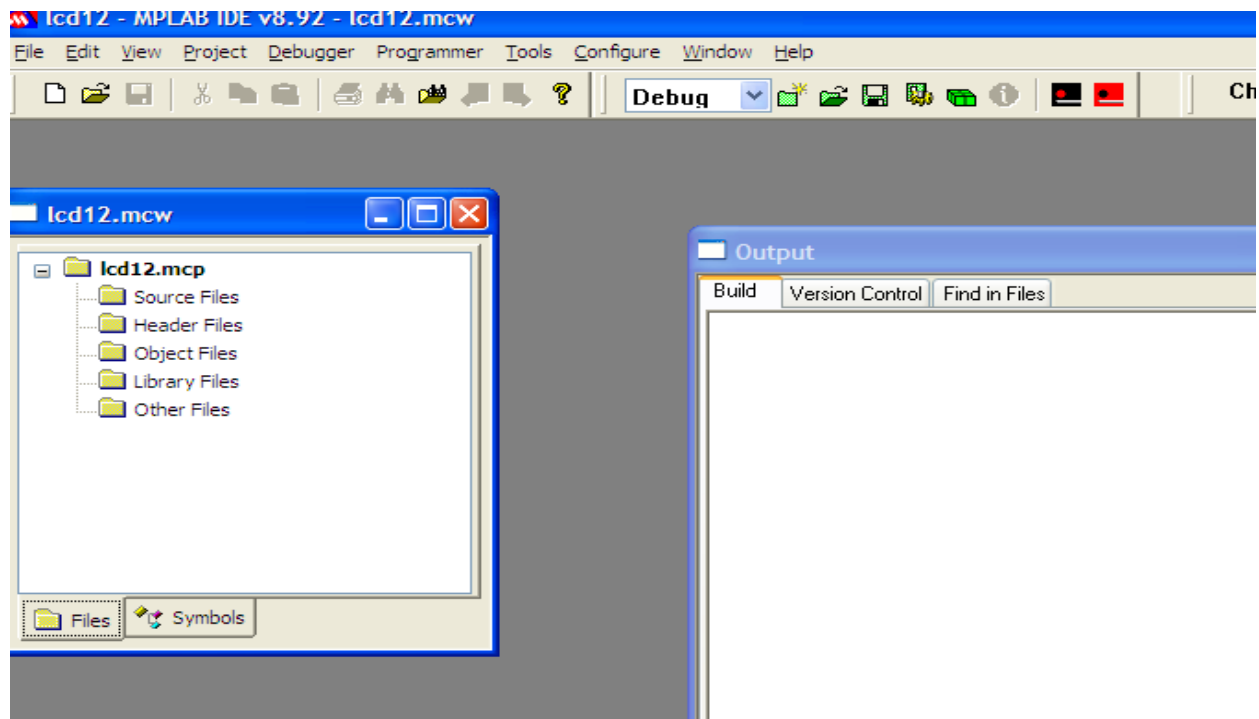 lcd12 - MPLAB IDE v8.92 - lcd12.mcw
File Edit View Project Debugger Programmer Tools Configure Window Help
Debug
Ch
lcd12.mcw
lcd12.mcp
Source Files
Header Files
Object Files
Library Files
Other Files
Files Symbols
Output
Build Version Control Find in Files